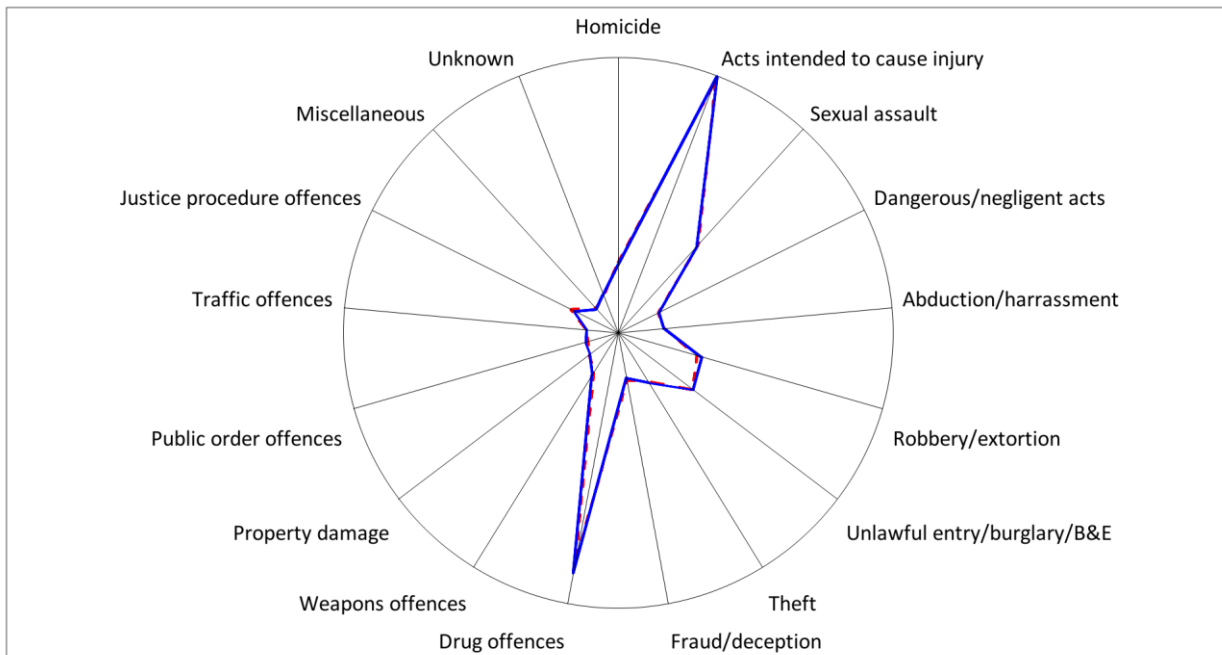 Homicide
Acts intended to cause injury
Sexual assault
Dangerous/negligent acts
Abduction/harrassment
Robbery/extortion
Unlawful entry/burglary/B&E
Theft
Fraud/deception
Drug offences
Weapons offences
Property damage
Public order offences
Traffic offences
Justice procedure offences
Miscellaneous
Unknown